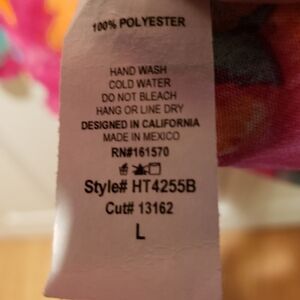 100% POLYESTER
HAND WASH
COLD WATER
DO NOT BLEACH
HANG OR LINE DRY
DESIGNED IN CALIFORNIA
MADE IN MEXICO
RN#161570
Style# HT4255B
Cut# 13162
L